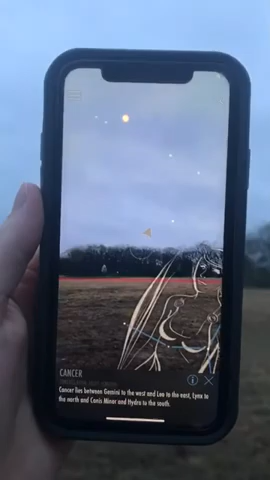 CANCER
Cancer lies between Gemini to the west and Leo to the east, Lynx to
the north and Canis Minor and Hydra to the south.